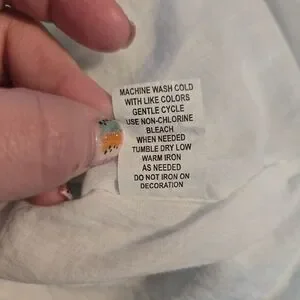 MACHINE WASH COLD
WITH LIKE COLORS
GENTLE CYCLE
USE NON-CHLORINE
BLEACH
WHEN NEEDED
TUMBLE DRY LOW
WARM IRON
AS NEEDED
DO NOT IRON ON
DECORATION